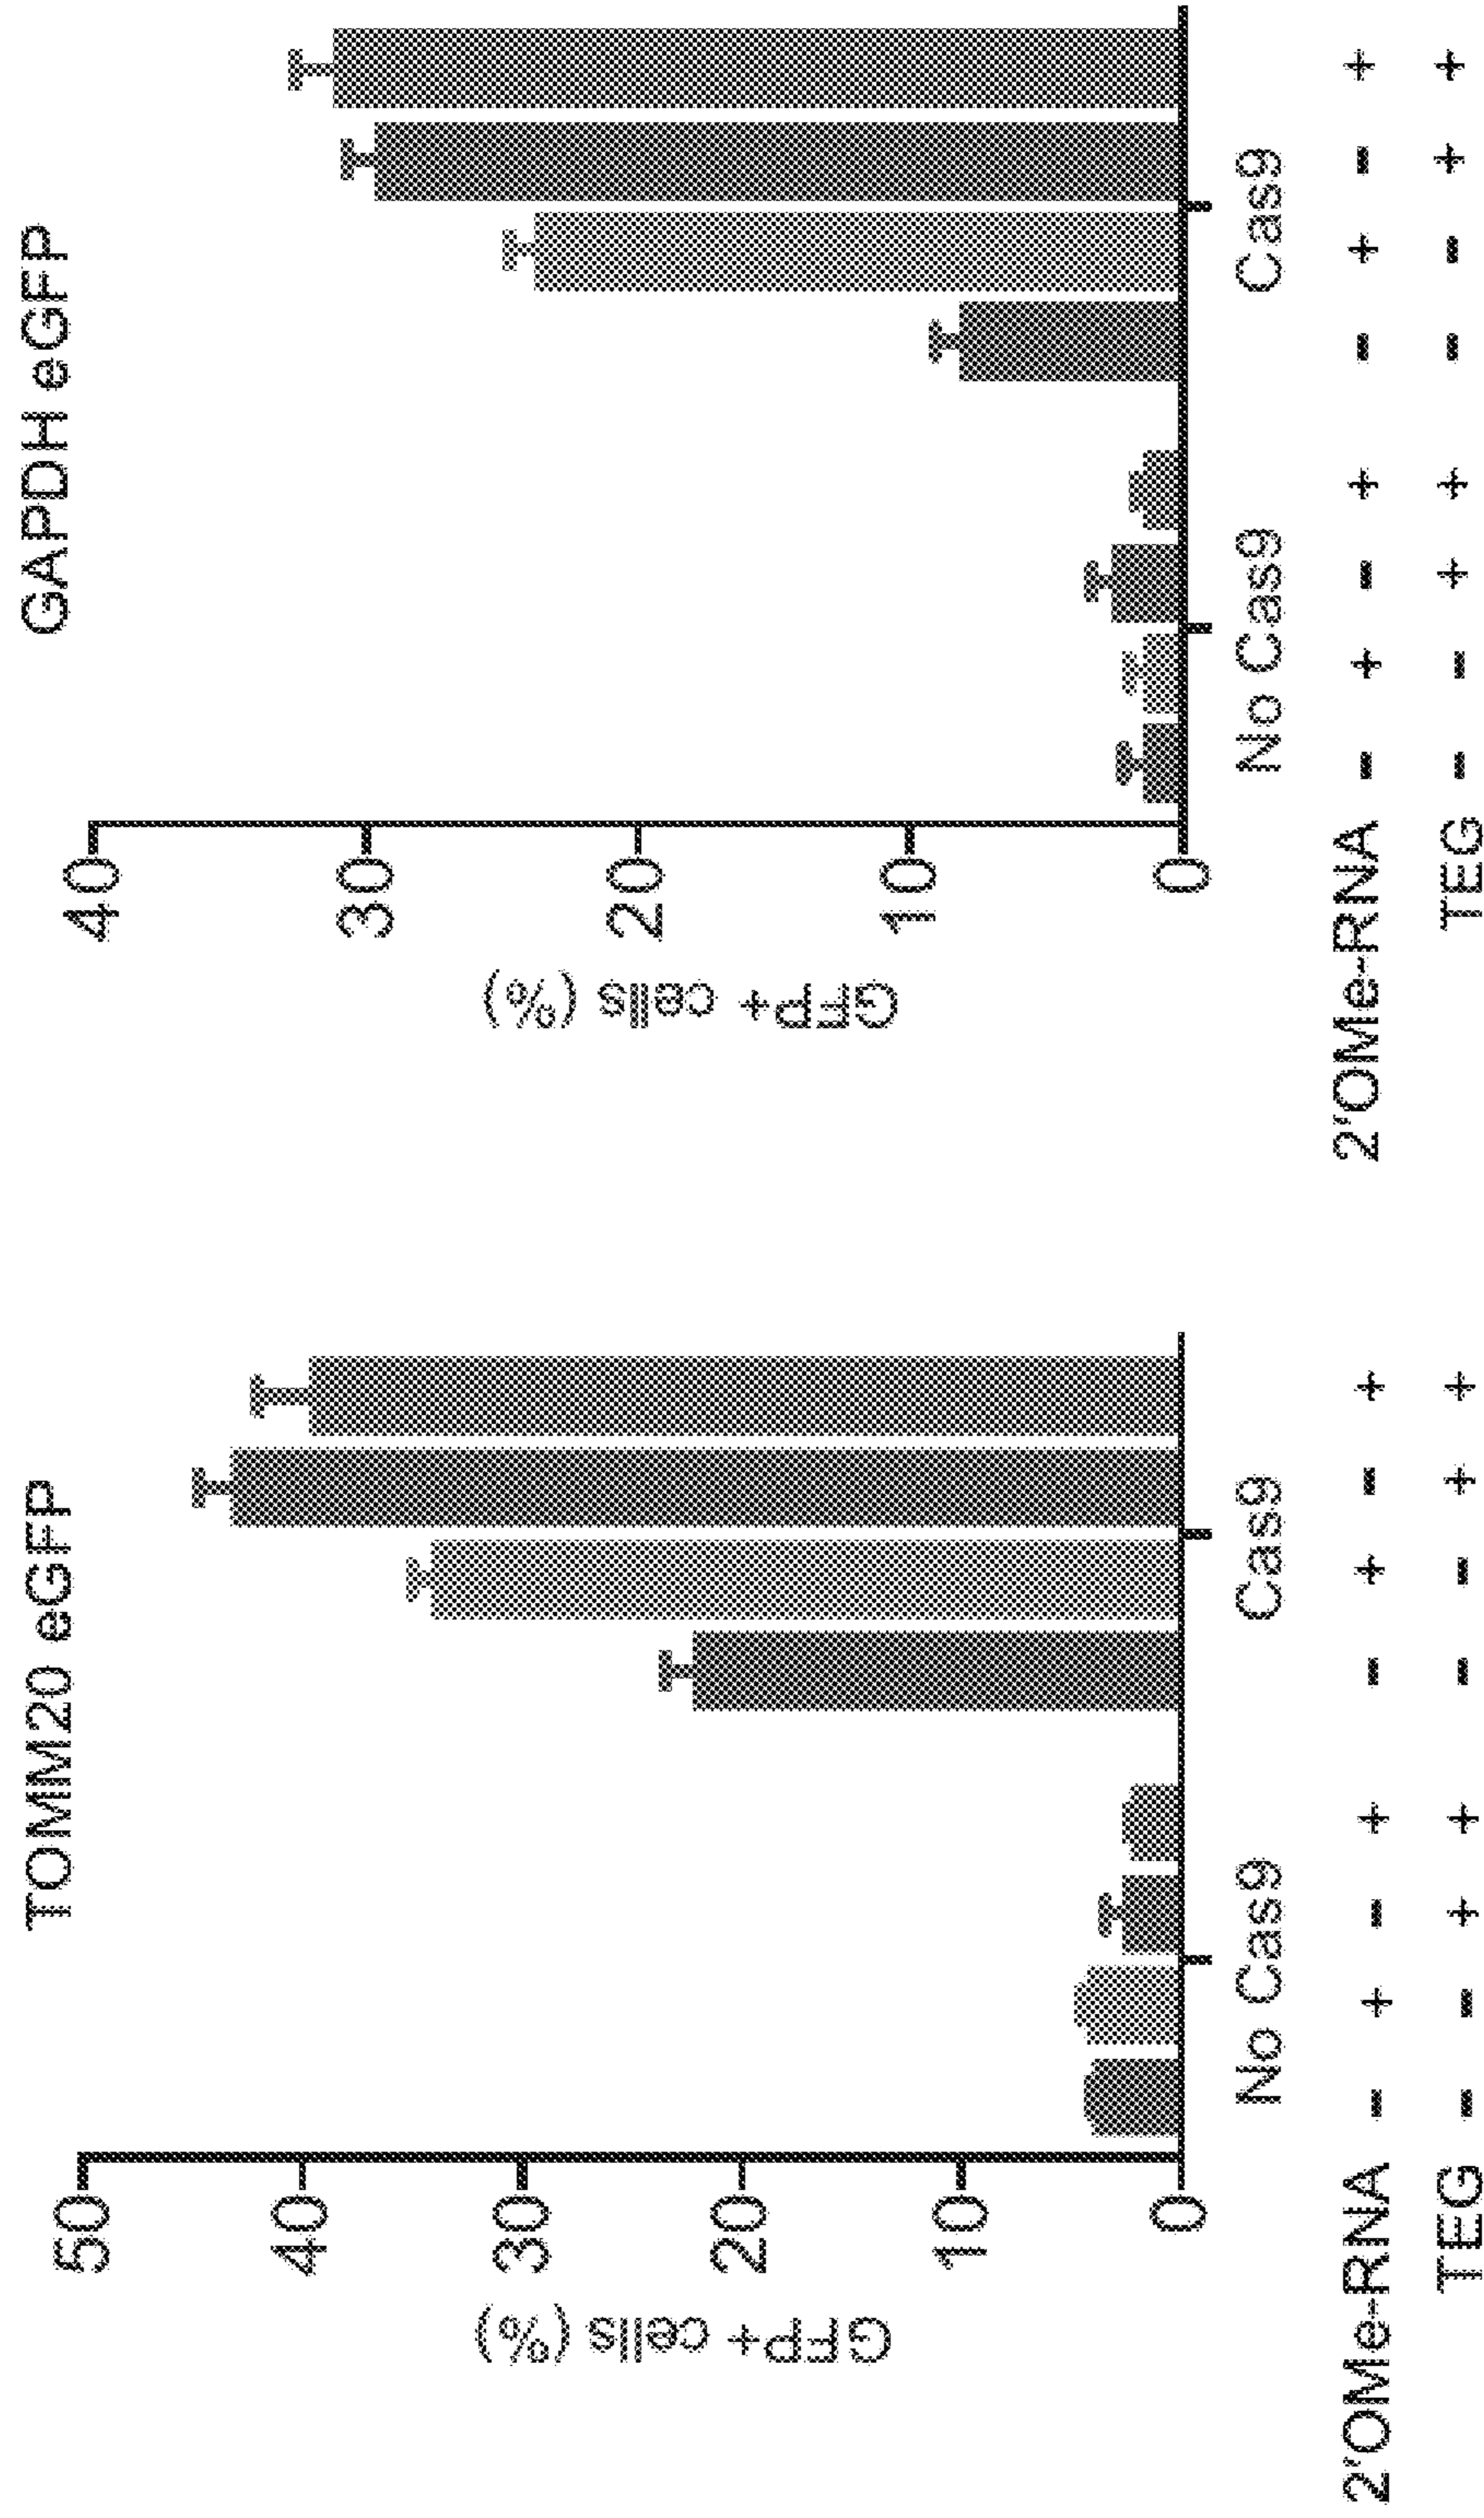 TOMM20 eGFP
50
40
30
20
10
0
GFP+ cells (%)
No Cas9 Cas9
2'OMe-RNA - + - + - + - +
TEG - - + + - - + +
GAPDH eGFP
40
30
20
10
0
GFP+ cells (%)
No Cas9 Cas9
2'OMe-RNA - + - + - + - +
TEG - - + + - - + +